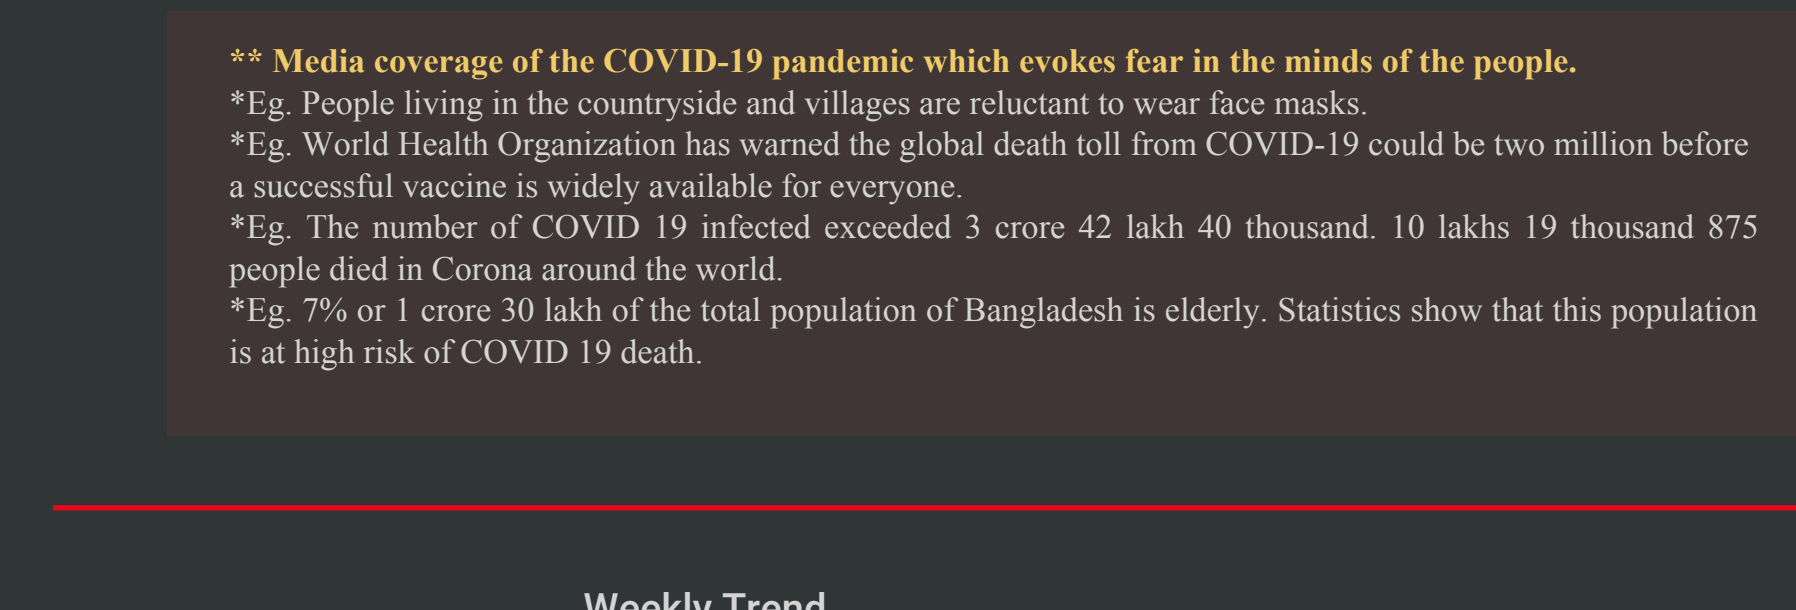 ** Media coverage of the COVID-19 pandemic which evokes fear in the minds of the people.
*Eg. People living in the countryside and villages are reluctant to wear face masks.
*Eg. World Health Organization has warned the global death toll from COVID-19 could be two million before
a successful vaccine is widely available for everyone.
*Eg. The number of COVID 19 infected exceeded 3 crore 42 lakh 40 thousand. 10 lakhs 19 thousand 875
people died in Corona around the world.
*Eg. 7% or 1 crore 30 lakh of the total population of Bangladesh is elderly. Statistics show that this population
is at high risk of COVID 19 death.
Weekly Trend